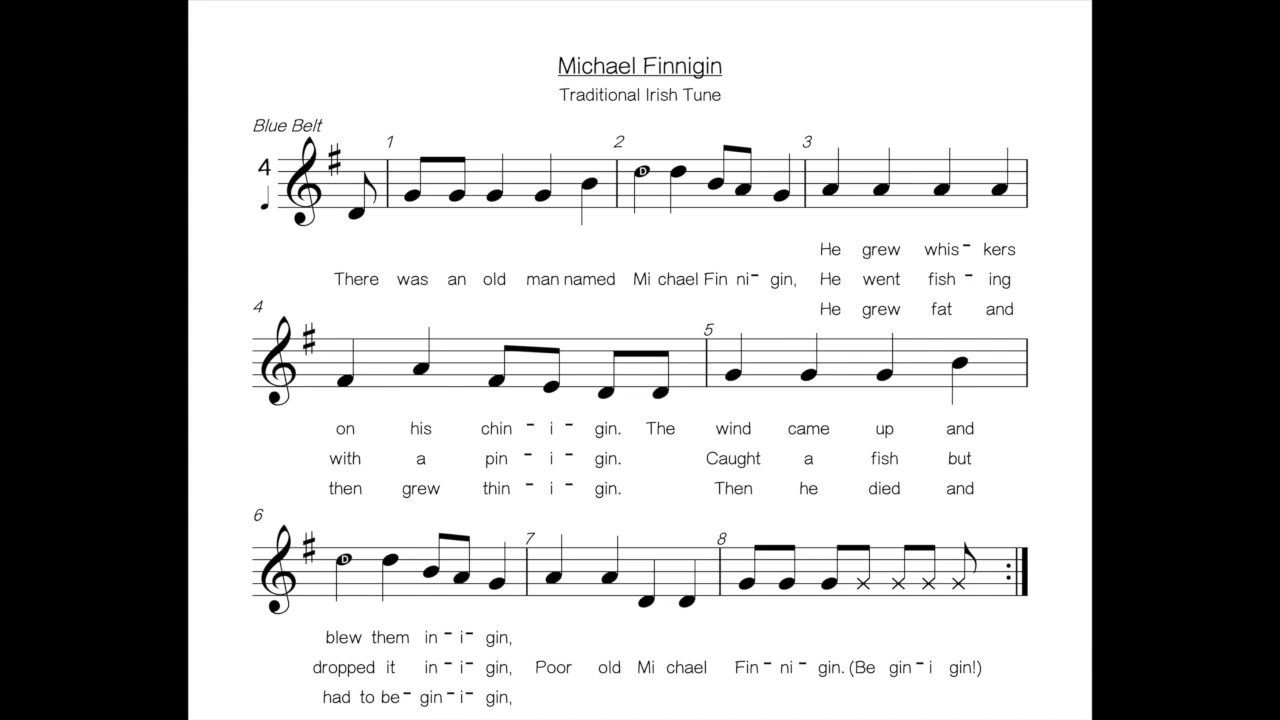 Michael Finnigin
Traditional Irish Tune
Blue Belt
1 2 3
4
D
He grew whis - kers
There was an old man named Mi chael Fin ni - gin, He went fish - ing
He grew fat and
4 5
on his chin - i - gin. The wind came up and
with a pin - i - gin. Caught a fish but
then grew thin - i - gin. Then he died and
6 7 8
D
blew them in - i - gin,
dropped it in - i - gin, Poor old Mi chael Fin - ni - gin. (Be gin - i gin!)
had to be - gin - i - gin,